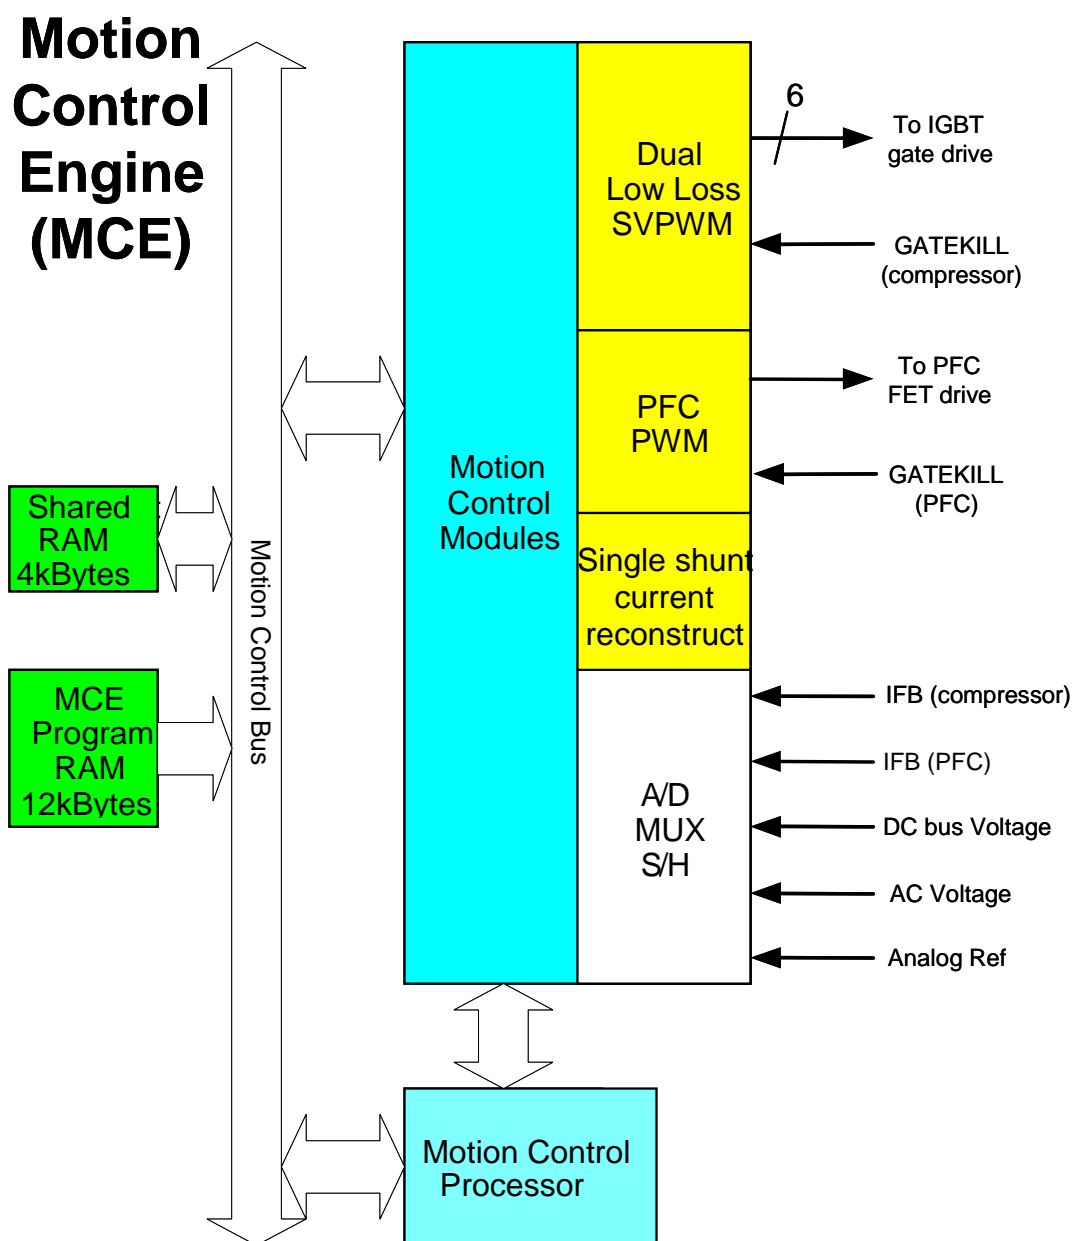 Motion
Control
Engine
(MCE)
6
To IGBT
gate drive
Dual
Low Loss
SVPWM
GATEKILL
(compressor)
To PFC
FET drive
PFC
PWM
GATEKILL
(PFC)
Motion
Control
Modules
Shared
RAM
4kBytes
Motion Control Bus
Single shunt
current
reconstruct
MCE
Program
RAM
12kBytes
IFB (compressor)
IFB (PFC)
A/D
MUX
S/H
DC bus Voltage
AC Voltage
Analog Ref
Motion Control
Processor